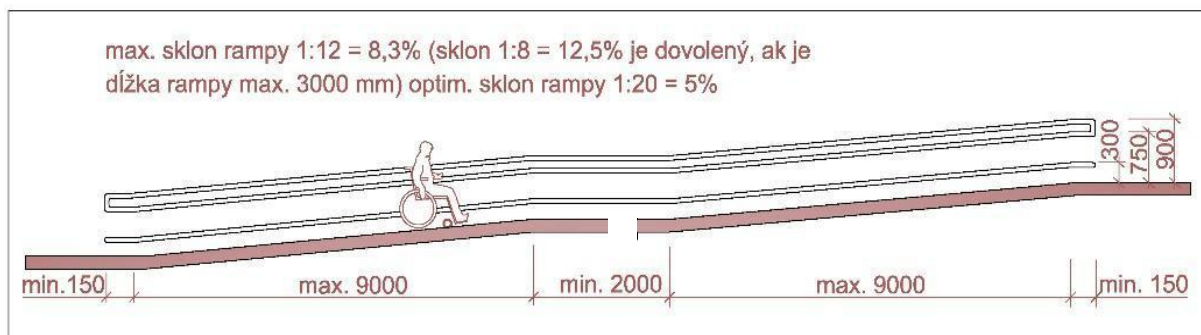 max. sklon rampy 1:12 = 8,3% (sklon 1:8 = 12,5% je dovolený, ak je
dĺžka rampy max. 3000 mm) optim. sklon rampy 1:20 = 5%
300
750
900
min.150
max. 9000
min. 2000
max. 9000
min. 150